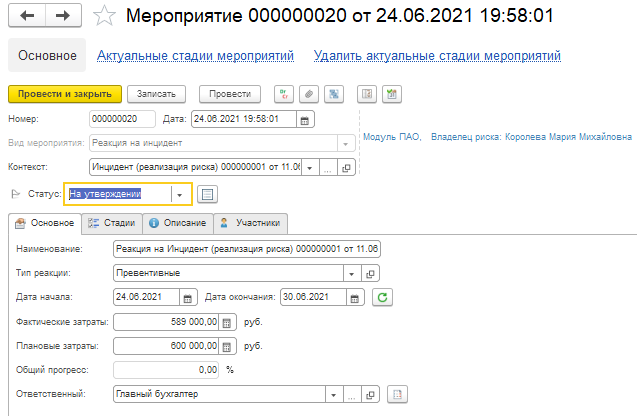 Мероприятие 000000020 от 24.06.2021 19:58:01
Основное Актуальные стадии мероприятий Удалить актуальные стадии мероприятий
Провести и закрыть Записать Провести
Номер: 000000020 Дата: 24.06.2021 19:58:01
Модуль ПАО, Владелец риска: Королева Мария Михайловна
Вид мероприятия: Реакция на инцидент
Контекст: Инцидент (реализация риска) 000000001 от 11.06
Статус: На утверждении
Основное Стадии Описание Участники
Наименование: Реакция на Инцидент (реализация риска) 000000001 от 11.06
Тип реакции: Превентивные
Дата начала: 24.06.2021 Дата окончания: 30.06.2021
Фактические затраты: 589 000,00 руб.
Плановые затраты: 600 000,00 руб.
Общий прогресс: 0,00 %
Ответственный: Главный бухгалтер